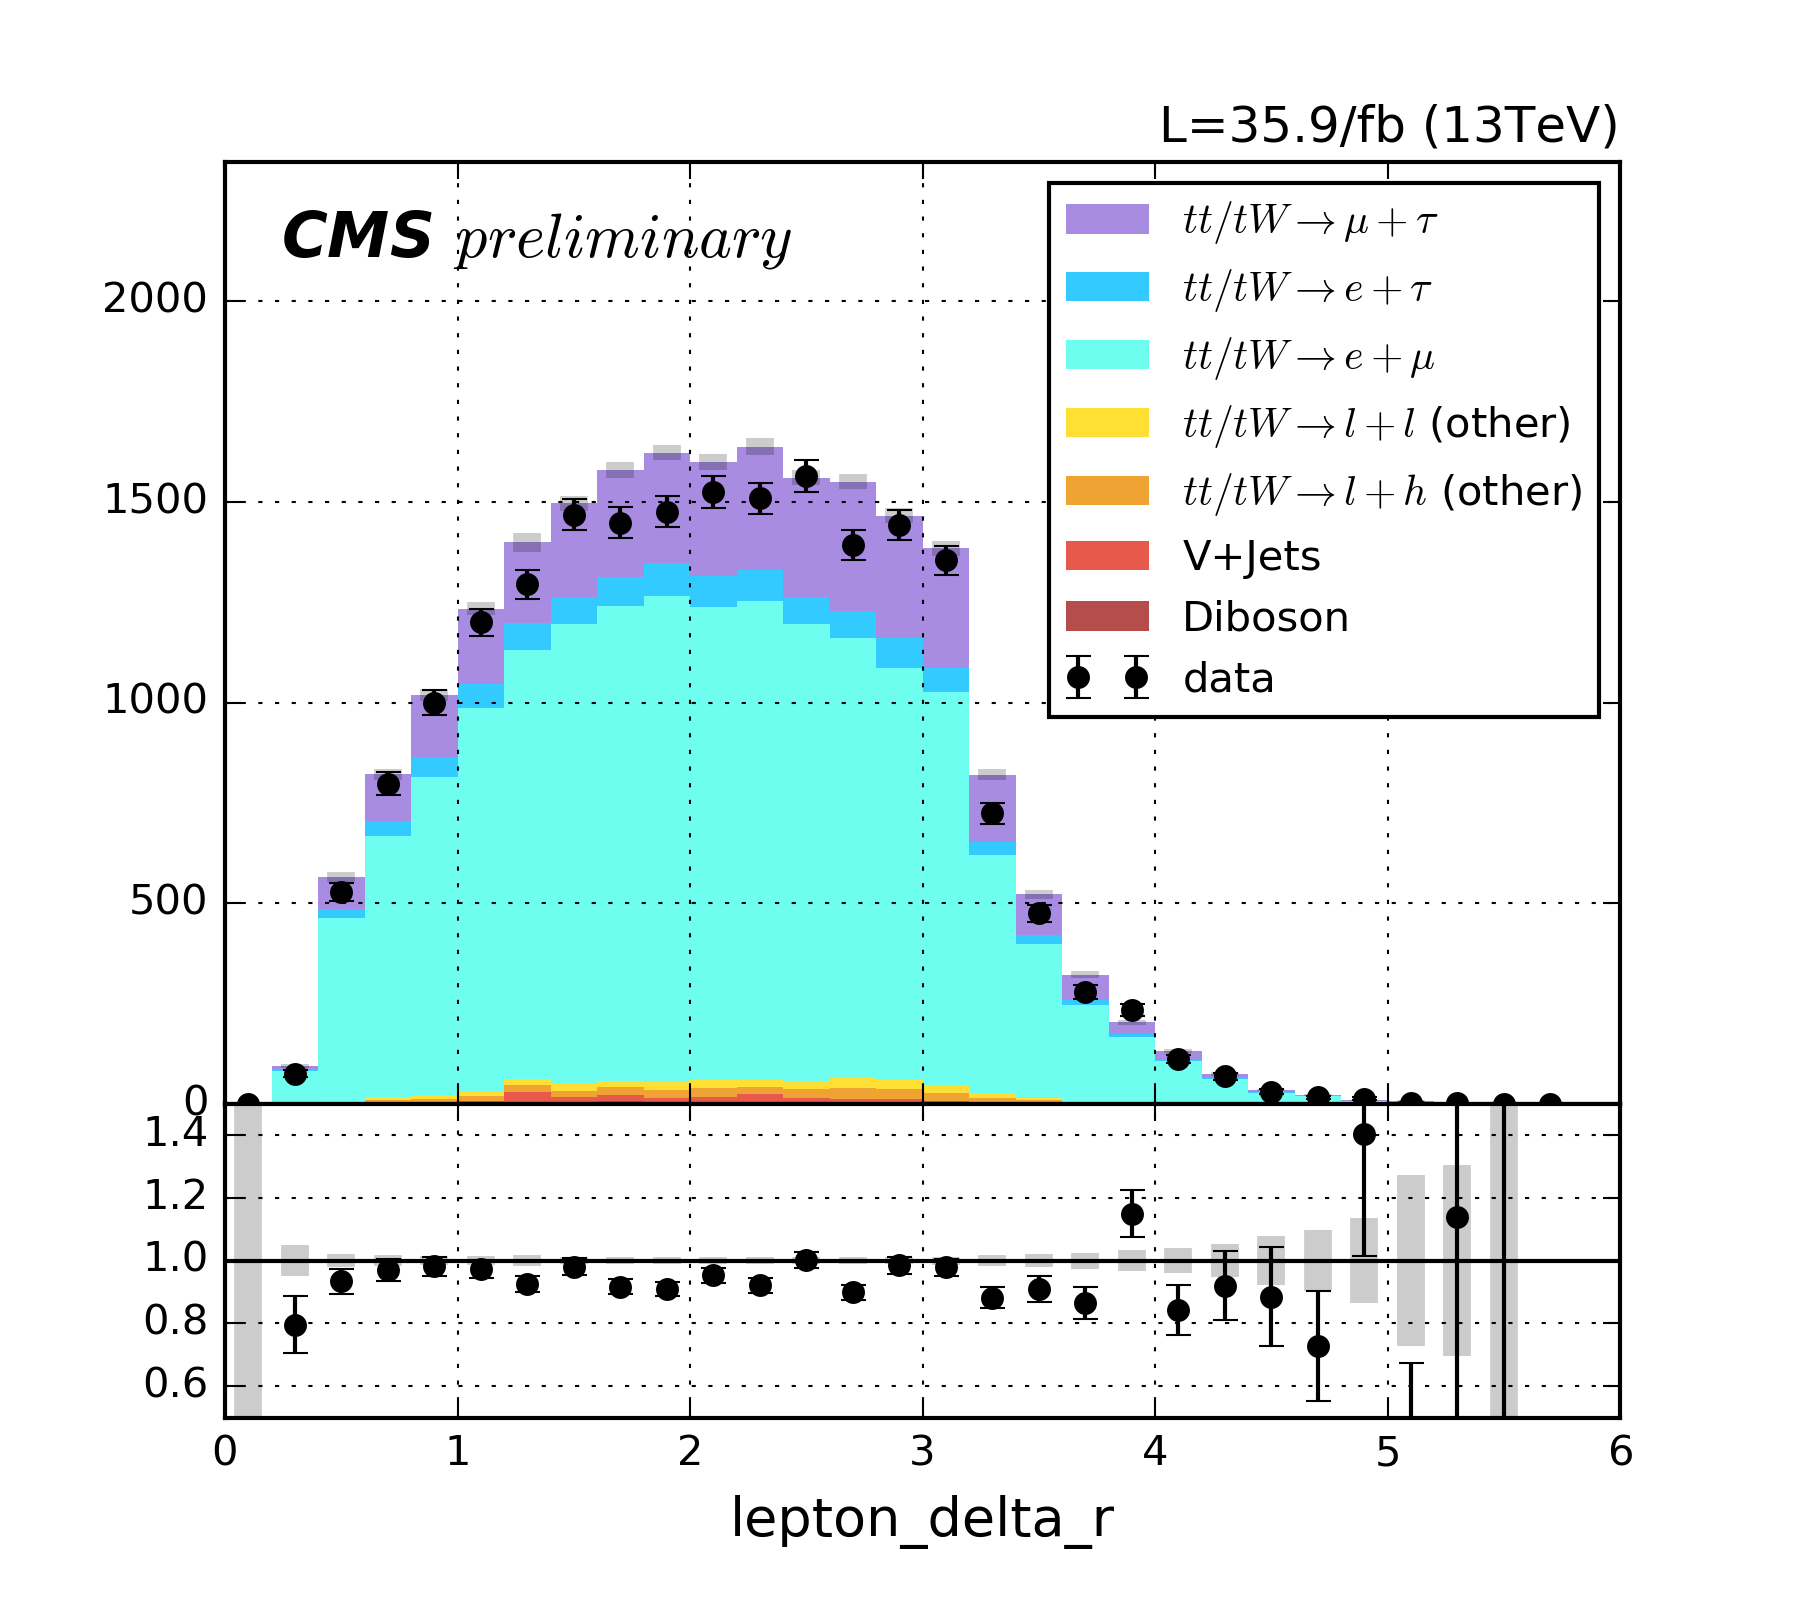 L=35.9/fb (13TeV)
CMS preliminary
tt/tW → μ + τ
tt/tW → e + τ
tt/tW → e + μ
tt/tW → l + l (other)
tt/tW → l + h (other)
V+Jets
Diboson
data
2000
1500
1000
500
0
1.4
1.2
1.0
0.8
0.6
0 1 2 3 4 5 6
lepton_delta_r